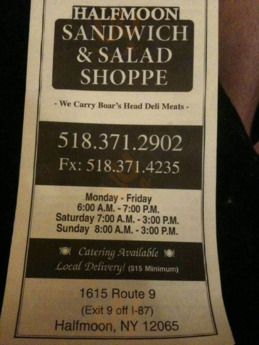 HALFMOON
SANDWICH
& SALAD
SHOPPE
- We Carry Boar's Head Deli Meats -
518.371.2902
Fx: 518.371.4235
Monday - Friday
6:00 A.M. - 7:00 P.M.
Saturday 7:00 A.M. - 3:00 P.M.
Sunday 8:00 A.M. - 3:00 P.M.
Catering Available
Local Delivery! ($15 Minimum)
1615 Route 9
(Exit 9 off I-87)
Halfmoon, NY 12065